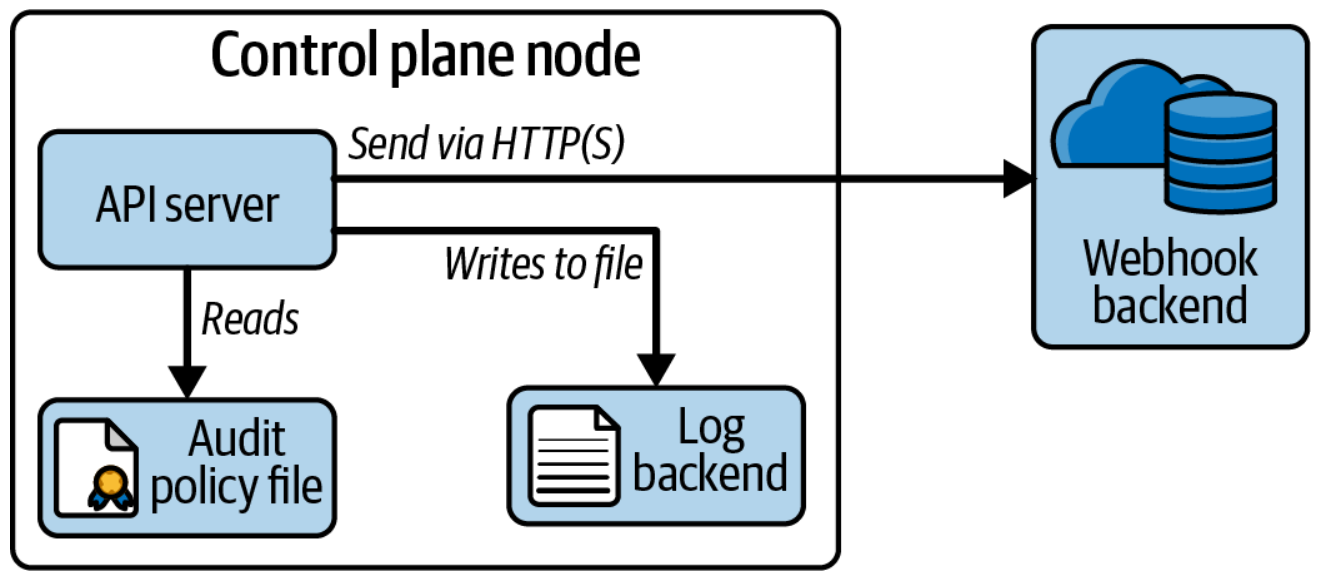 Control plane node
API server
Send via HTTP(S)
Writes to file
Reads
Audit
policy file
Log
backend
Webhook
backend